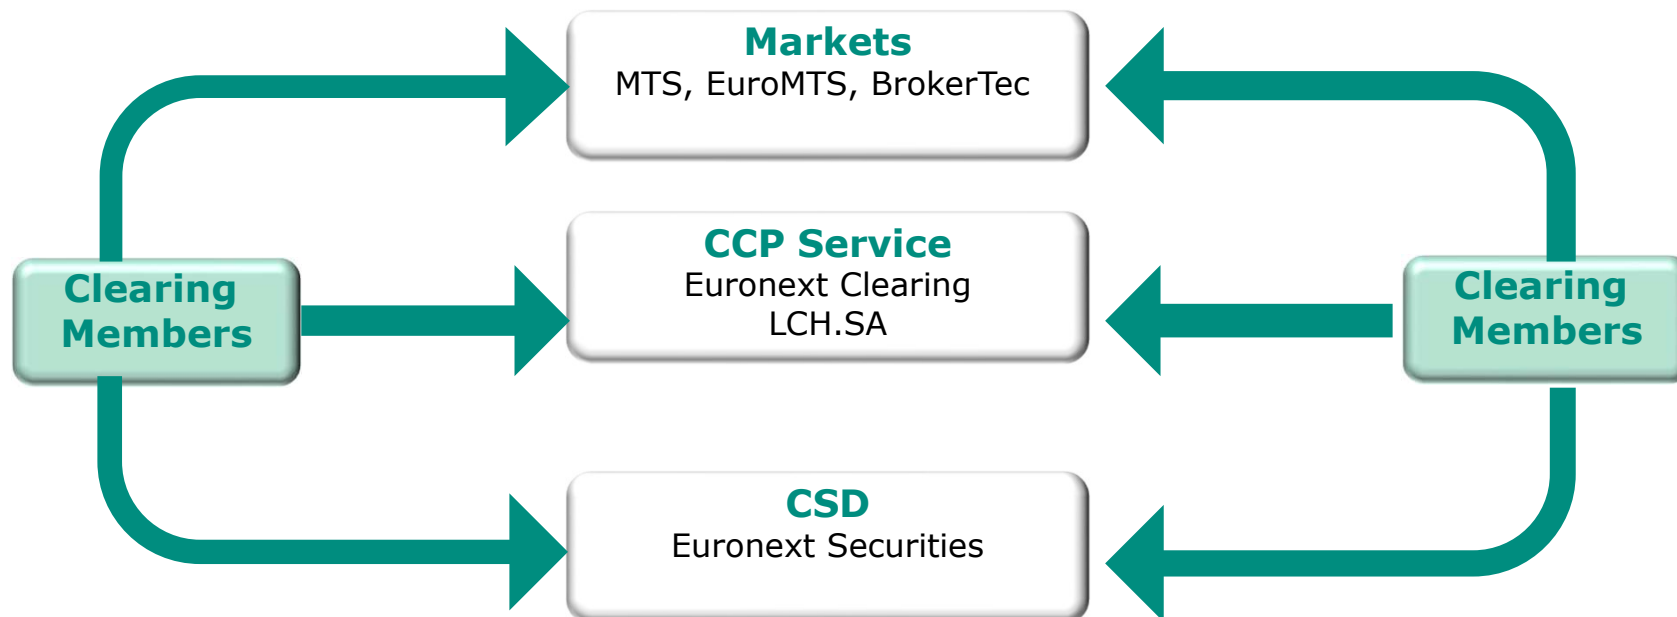 Markets
MTS, EuroMTS, BrokerTec
CCP Service
Euronext Clearing
LCH.SA
Clearing
Members
Clearing
Members
CSD
Euronext Securities